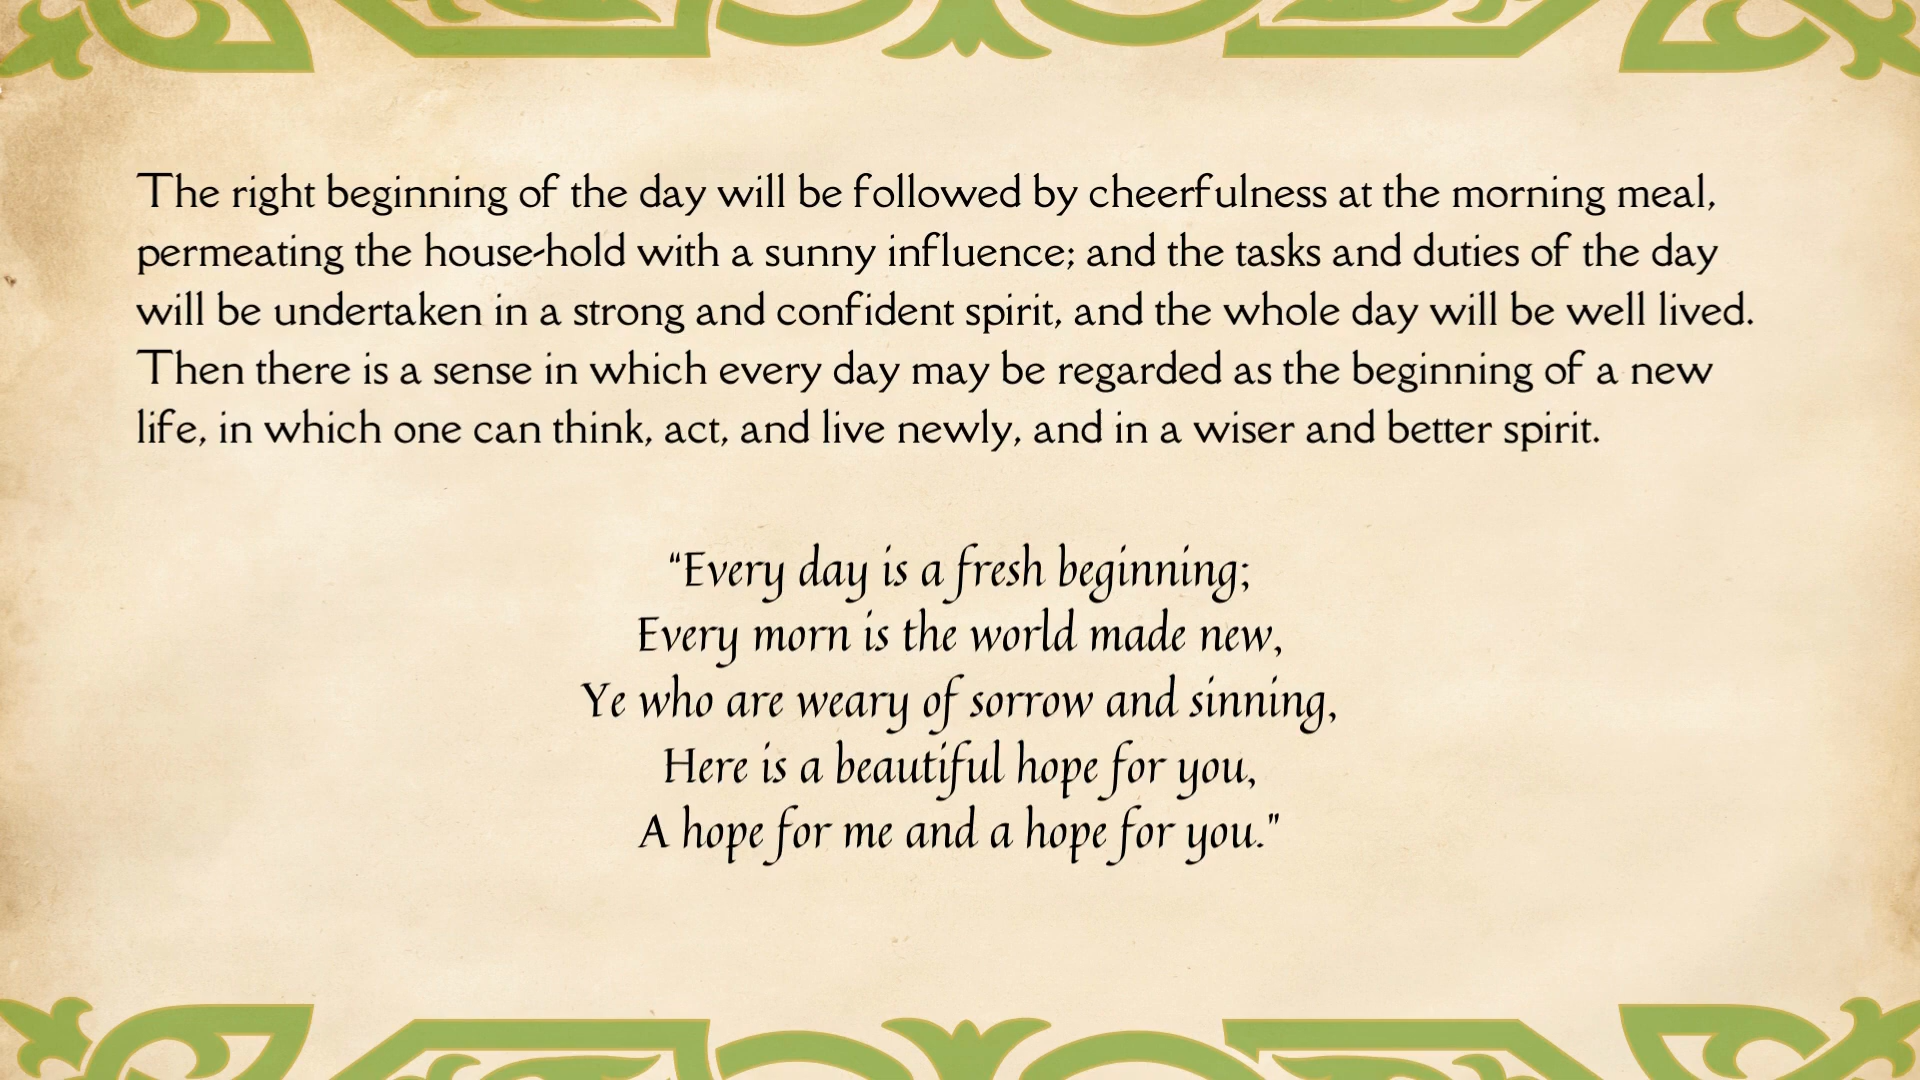 The right beginning of the day will be followed by cheerfulness at the morning meal,
permeating the house-hold with a sunny influence; and the tasks and duties of the day
will be undertaken in a strong and confident spirit, and the whole day will be well lived.
Then there is a sense in which every day may be regarded as the beginning of a new
life, in which one can think, act, and live newly, and in a wiser and better spirit.
“Every day is a fresh beginning;
Every morn is the world made new,
Ye who are weary of sorrow and sinning,
Here is a beautiful hope for you,
A hope for me and a hope for you.”